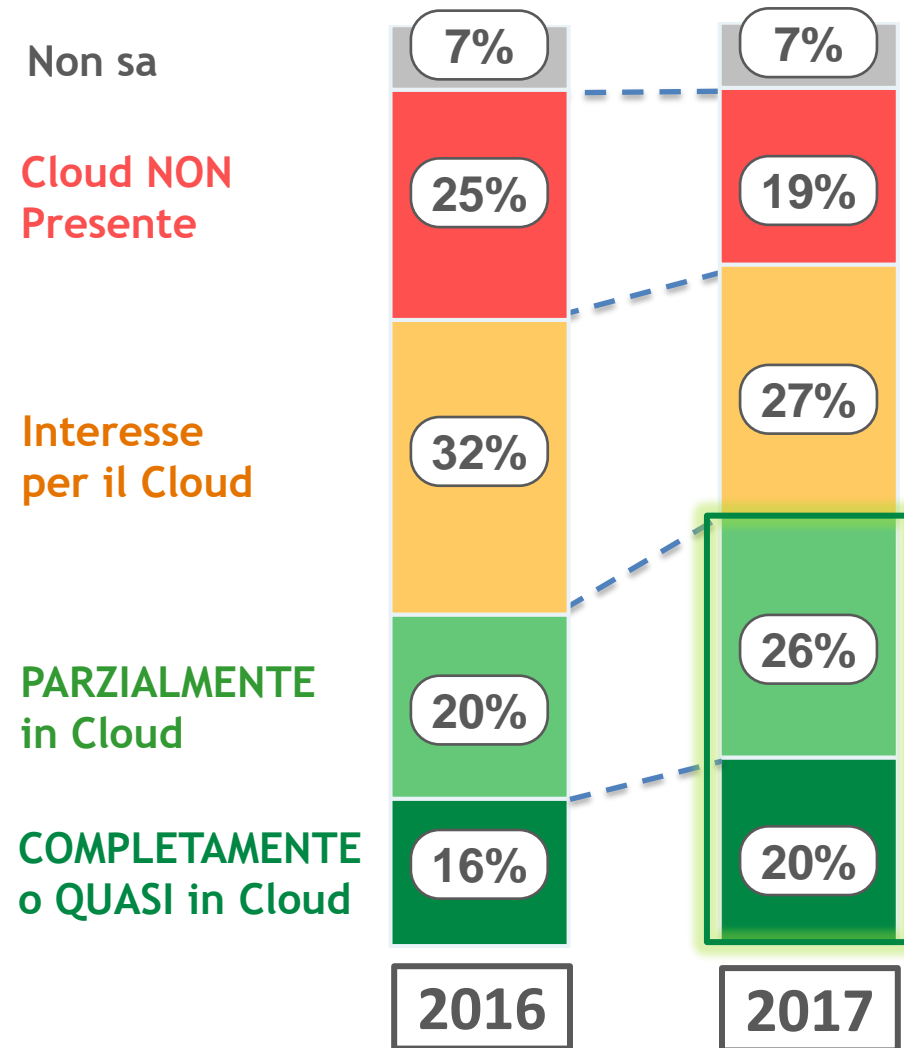 Non sa
7%
7%
Cloud NON
Presente
25%
19%
Interesse
per il Cloud
32%
27%
PARZIALMENTE
in Cloud
20%
26%
COMPLETAMENTE
o QUASI in Cloud
16%
20%
2016
2017